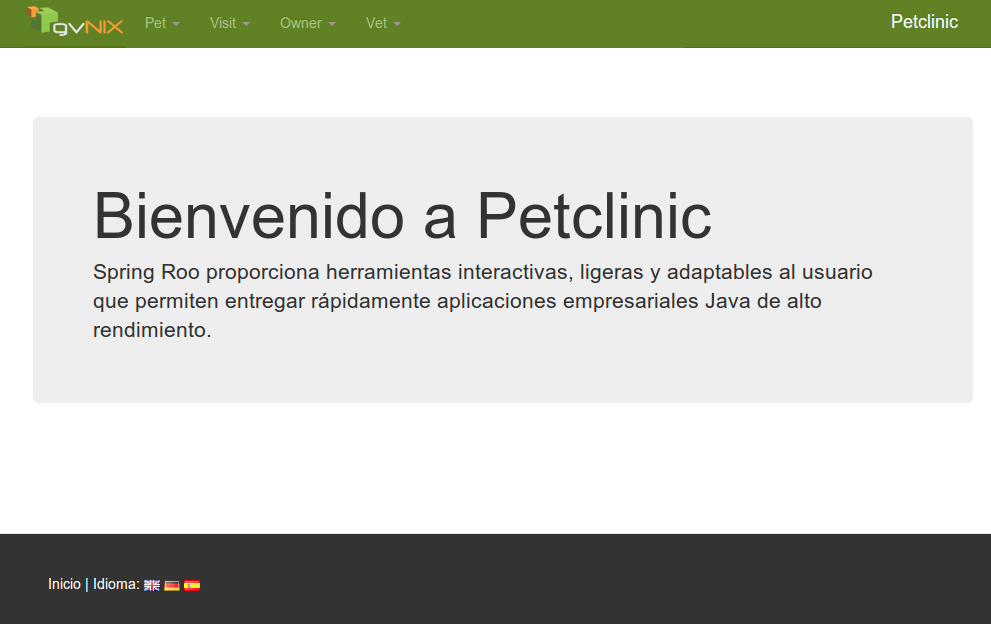 gvNIX Pet Visit Owner Vet Petclinic
Bienvenido a Petclinic
Spring Roo proporciona herramientas interactivas, ligeras y adaptables al usuario
que permiten entregar rápidamente aplicaciones empresariales Java de alto
rendimiento.
Inicio | Idioma: